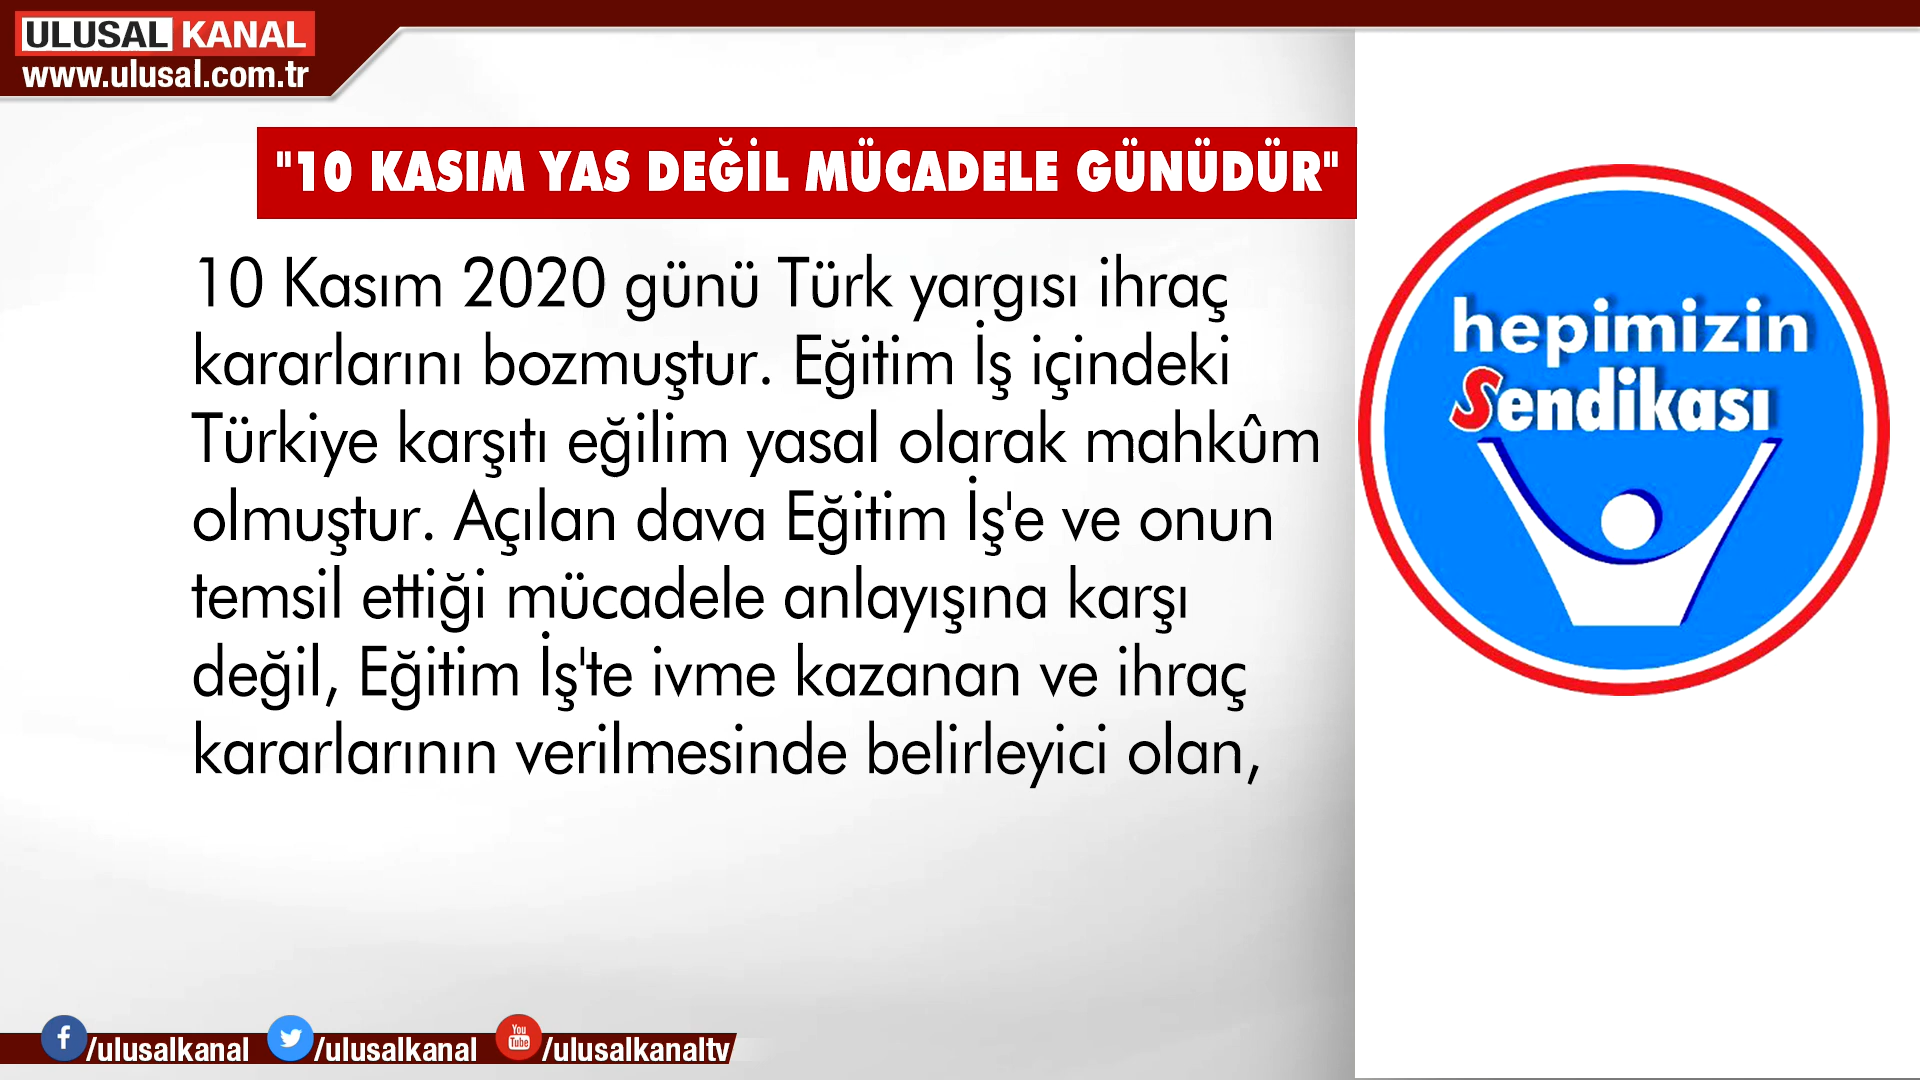 ULUSAL KANAL
www.ulusal.com.tr
"10 KASIM YAS DEĞİL MÜCADELE GÜNÜDÜR"
10 Kasım 2020 günü Türk yargısı ihraç
kararlarını bozmuştur. Eğitim İş içindeki
Türkiye karşıtı eğilim yasal olarak mahkûm
olmuştur. Açılan dava Eğitim İş'e ve onun
temsil ettiği mücadele anlayışına karşı
değil, Eğitim İş'te ivme kazanan ve ihraç
kararlarının verilmesinde belirleyici olan,
hepimizin
Sendikası
f /ulusalkanal
/ulusalkanal
You Tube /ulusalkanaltv